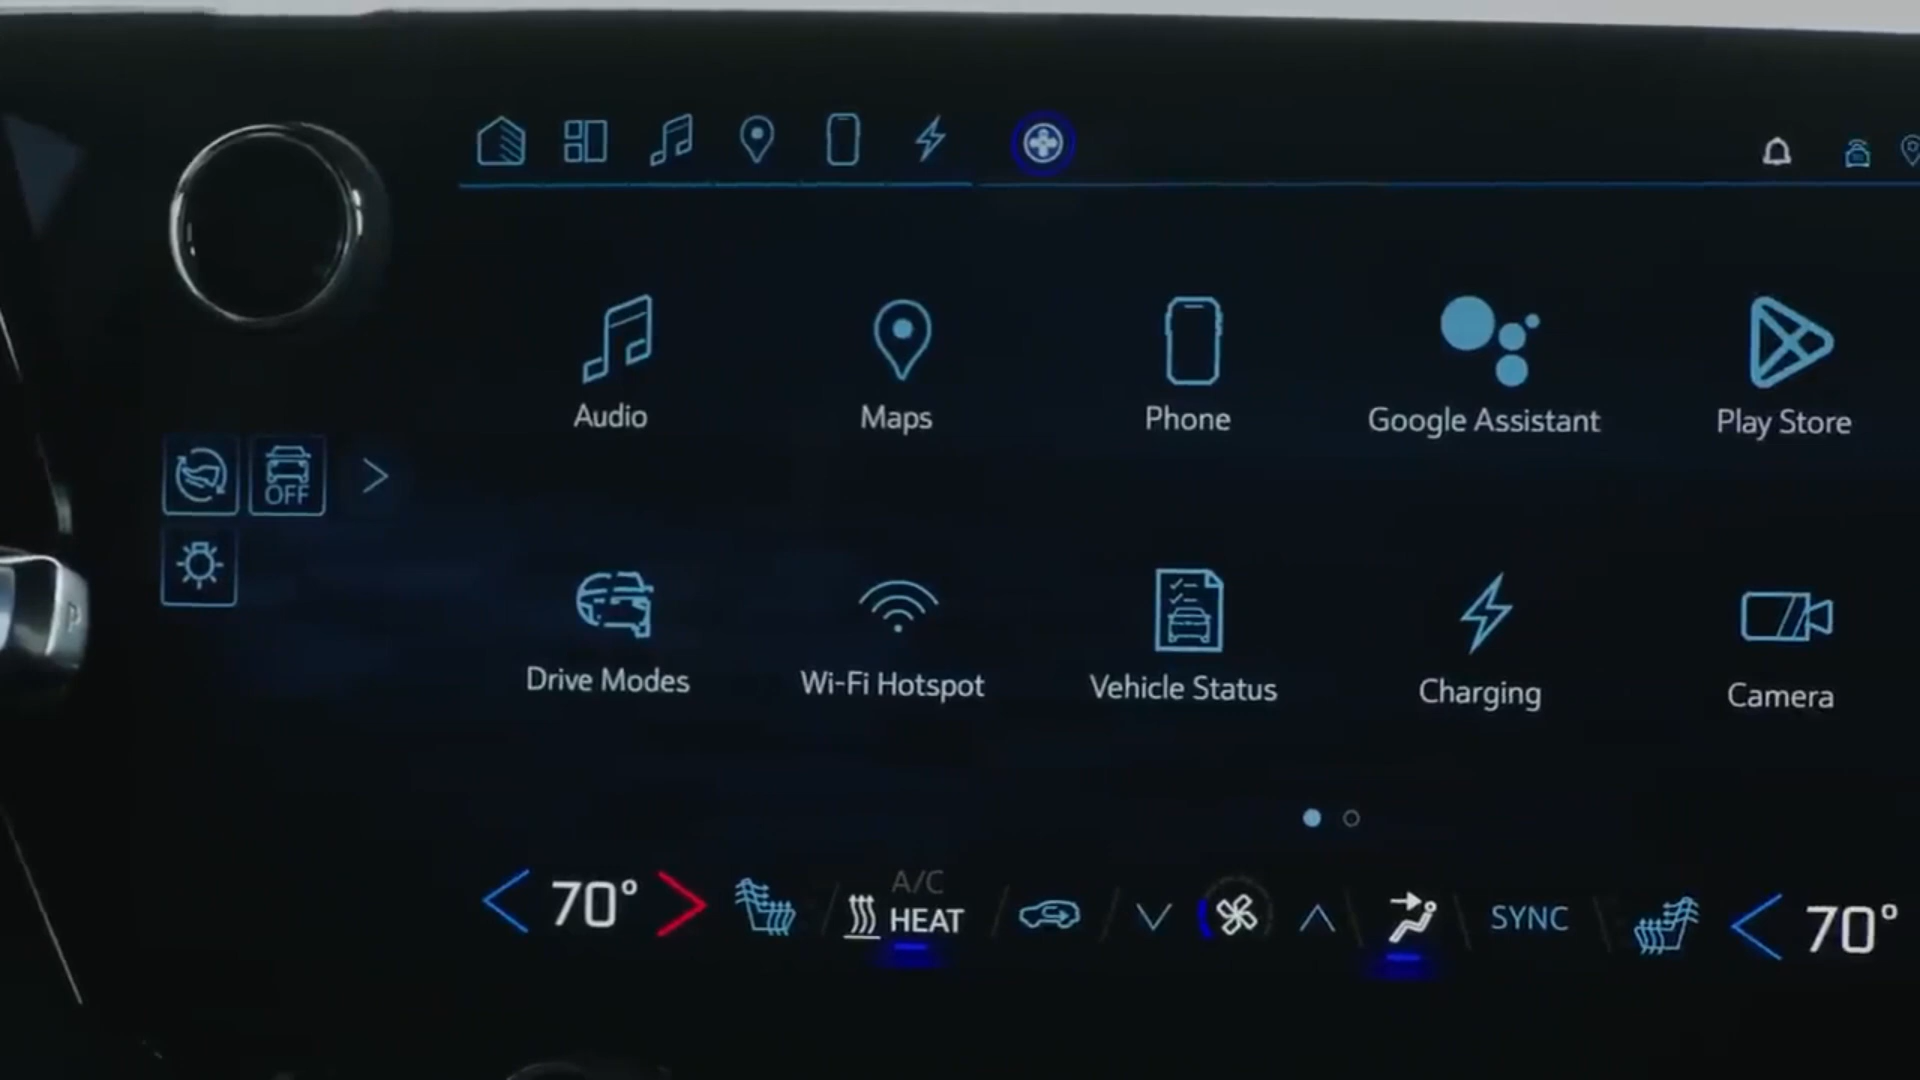 Audio
Maps
Phone
Google Assistant
Play Store
OFF
Drive Modes
Wi-Fi Hotspot
Vehicle Status
Charging
Camera
P
70°
A/C
HEAT
SYNC
70°